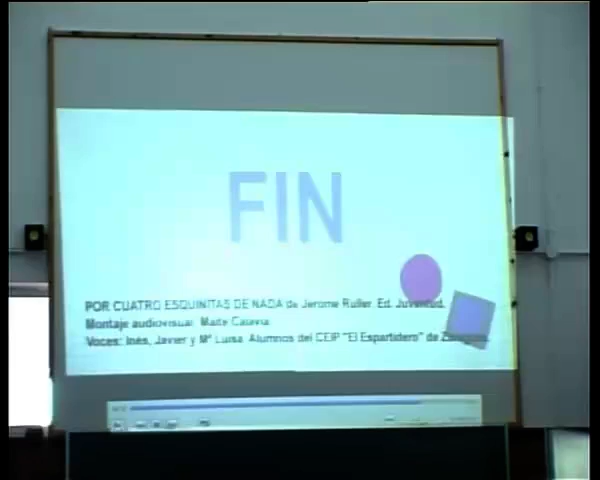 FIN
POR CUATRO ESQUINITAS DE NADA de Jerome Ruller. Ed. Juventud.
Montaje audiovisual: Maite Calavia
Voces: Inés, Javier y Mª Luisa. Alumnos del CEIP "El Espartidero" de Zaragoza.